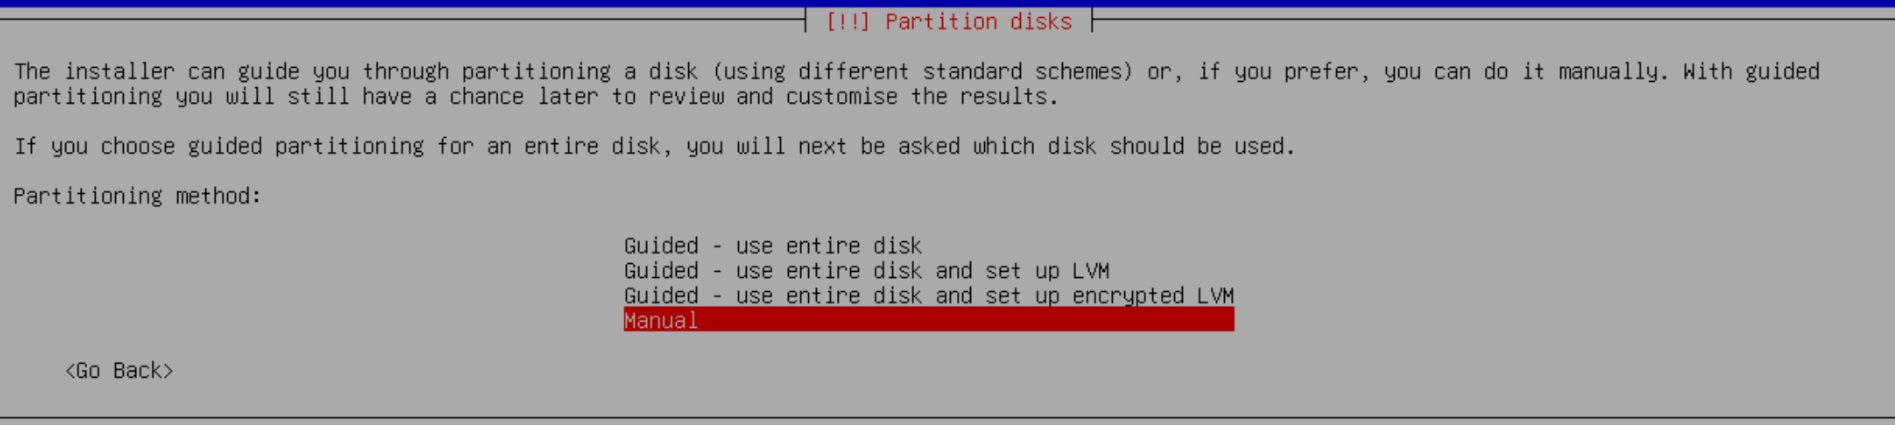 [!!] Partition disks
The installer can guide you through partitioning a disk (using different standard schemes) or, if you prefer, you can do it manually. With guided
partitioning you will still have a chance later to review and customise the results.
If you choose guided partitioning for an entire disk, you will next be asked which disk should be used.
Partitioning method:
Guided - use entire disk
Guided - use entire disk and set up LVM
Guided - use entire disk and set up encrypted LVM
Manual
<Go Back>